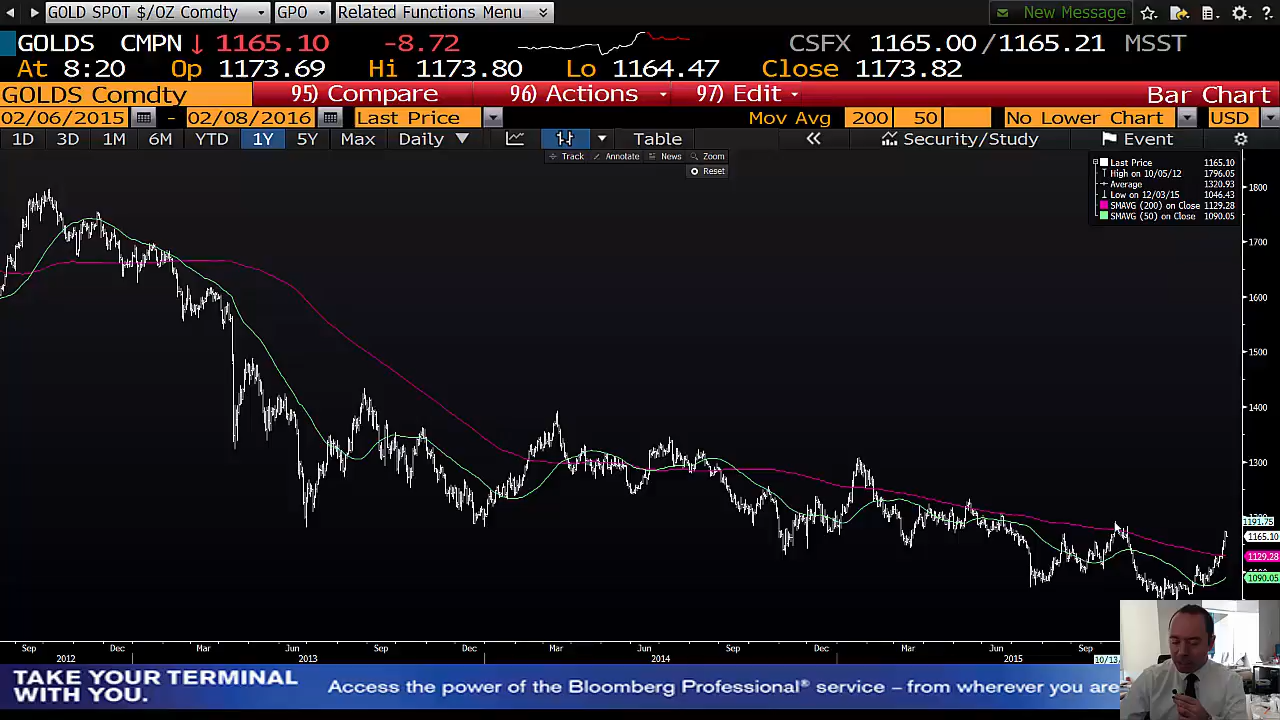 GOLD SPOT $/OZ Comdty GPO Related Functions Menu New Message
GOLDS CMPN 1165.10 -8.72 CSFX 1165.00/1165.21 MSST
At 8:20 Op 1173.69 Hi 1173.80 Lo 1164.47 Close 1173.82
GOLDS Comdty 95) Compare 96) Actions 97) Edit Bar Chart
02/06/2015 - 02/08/2016 Last Price Mov Avg 200 50 No Lower Chart USD
1D 3D 1M 6M YTD 1Y 5Y Max Daily Table Security/Study Event
Track Annotate News Zoom
Reset
Last Price 1165.10
High on 10/05/12 1796.05
Average 1320.93
Low on 12/03/15 1046.43
SMAVG (200) on Close 1129.28
SMAVG (50) on Close 1090.05
1800
1700
1600
1500
1400
1300
1191.75
1165.10
1129.28
1090.05
Sep Dec Mar Jun Sep Dec Mar Jun Sep Dec Mar Jun Sep
2012 2013 2014 2015
TAKE YOUR TERMINAL
WITH YOU.
Access the power of the Bloomberg Professional® service – from wherever you are